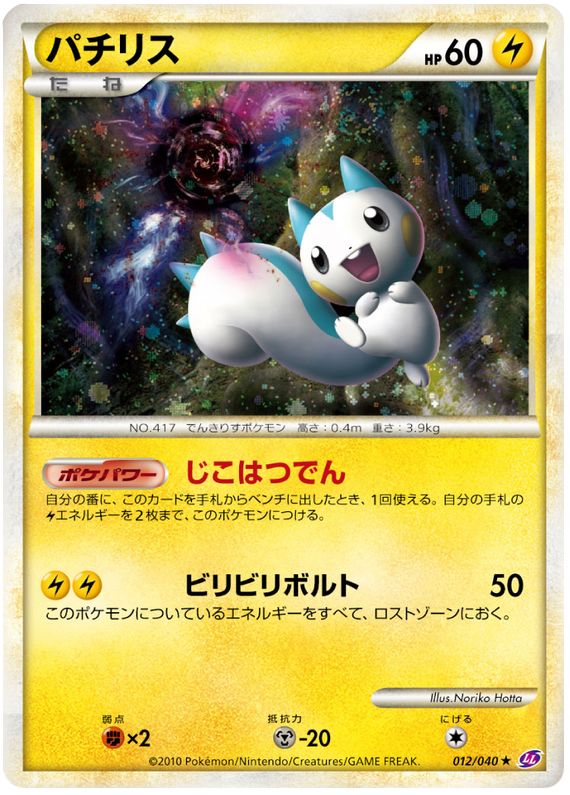 パチリス
HP60
たね
NO.417 でんきりすポケモン 高さ：0.4m 重さ：3.9kg
ポケパワー じこはつでん
自分の番に、このカードを手札からベンチに出したとき、1回使える。自分の手札の
エネルギーを2枚まで、このポケモンにつける。
ビリビリボルト 50
このポケモンについているエネルギーをすべて、ロストゾーンにおく。
Illus.Noriko Hotta
弱点 抵抗力 にげる
×2 -20
012/040★ LL
©2010 Pokémon/Nintendo/Creatures/GAME FREAK.